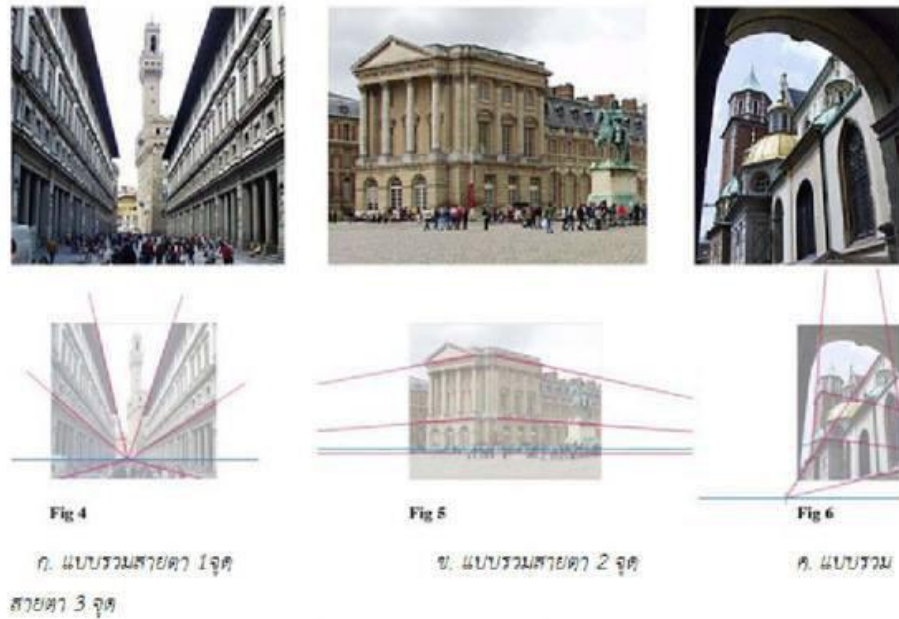 Fig 4
Fig 5
Fig 6
ก. แบบรวมสายตา 1จุด
ข. แบบรวมสายตา 2 จุด
ค. แบบรวม
สายตา 3 จุด